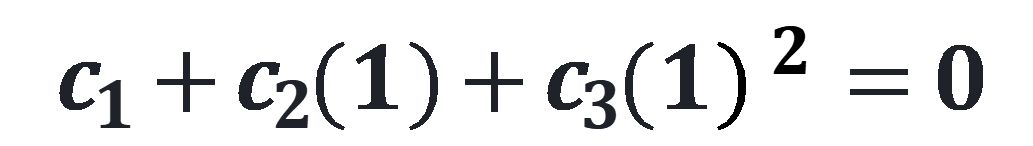 c₁ + c₂(1) + c₃(1)² = 0